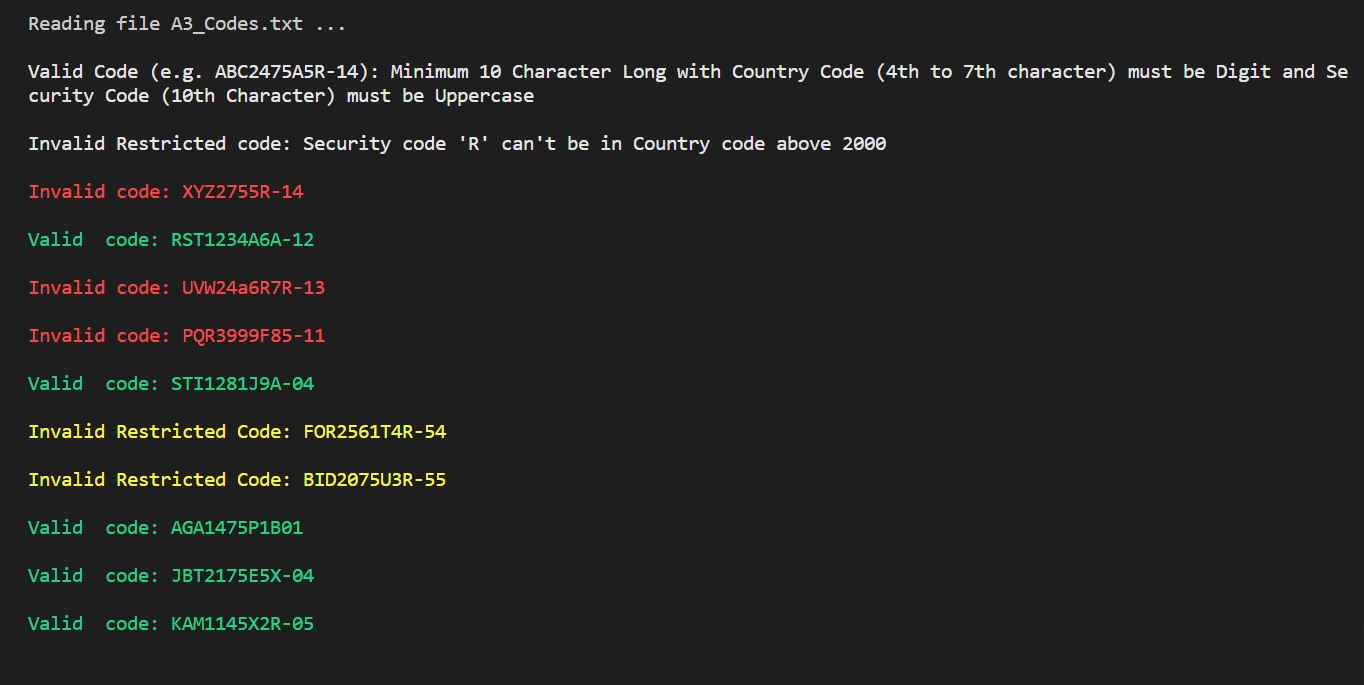 Reading file A3_Codes.txt ...
Valid Code (e.g. ABC2475A5R-14): Minimum 10 Character Long with Country Code (4th to 7th character) must be Digit and Se
curity Code (10th Character) must be Uppercase
Invalid Restricted code: Security code 'R' can't be in Country code above 2000
Invalid code: XYZ2755R-14
Valid  code: RST1234A6A-12
Invalid code: UVW24a6R7R-13
Invalid code: PQR3999F85-11
Valid  code: STI1281J9A-04
Invalid Restricted Code: FOR2561T4R-54
Invalid Restricted Code: BID2075U3R-55
Valid  code: AGA1475P1B01
Valid  code: JBT2175E5X-04
Valid  code: KAM1145X2R-05